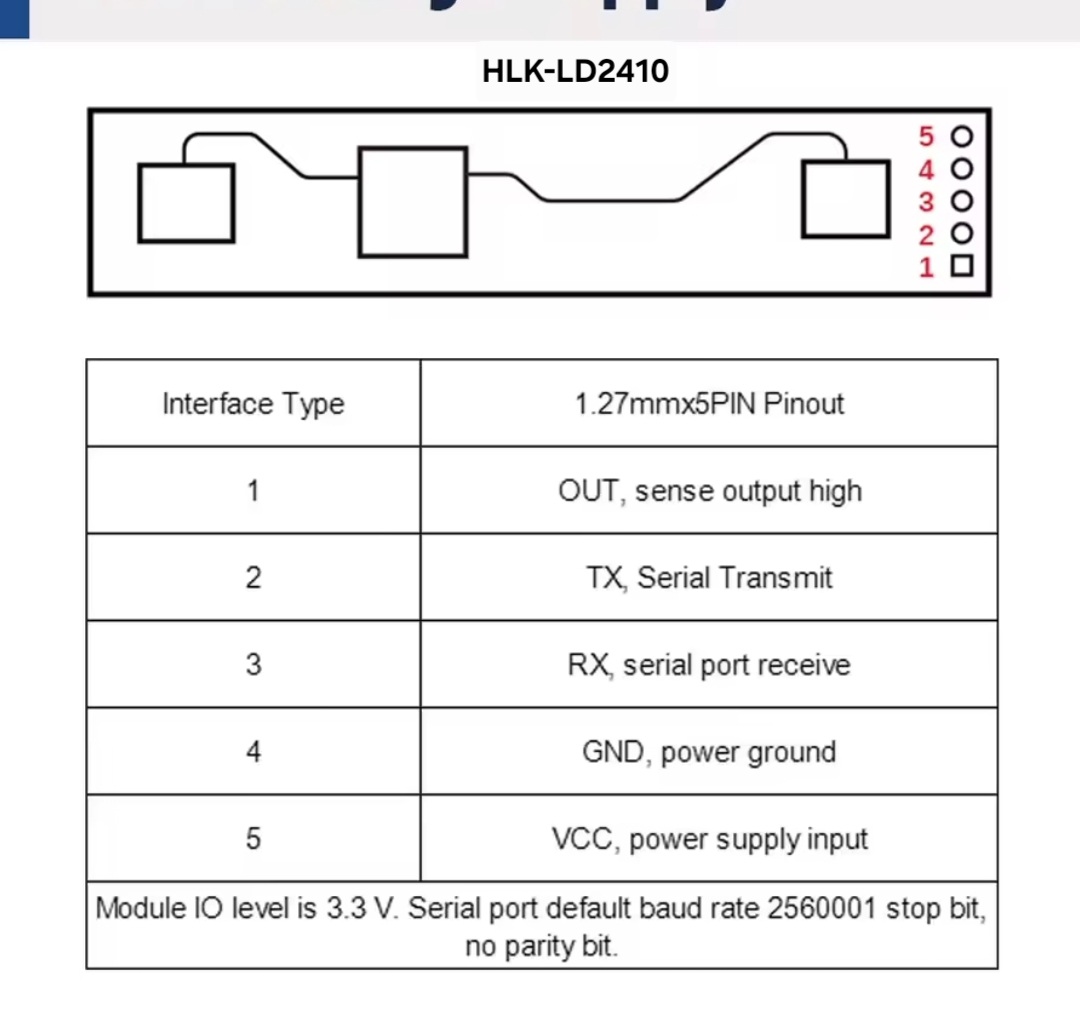 HLK-LD2410
5
4
3
2
1
Interface Type 1.27mmx5PIN Pinout
1 OUT, sense output high
2 TX, Serial Transmit
3 RX, serial port receive
4 GND, power ground
5 VCC, power supply input
Module IO level is 3.3 V. Serial port default baud rate 2560001 stop bit,
no parity bit.